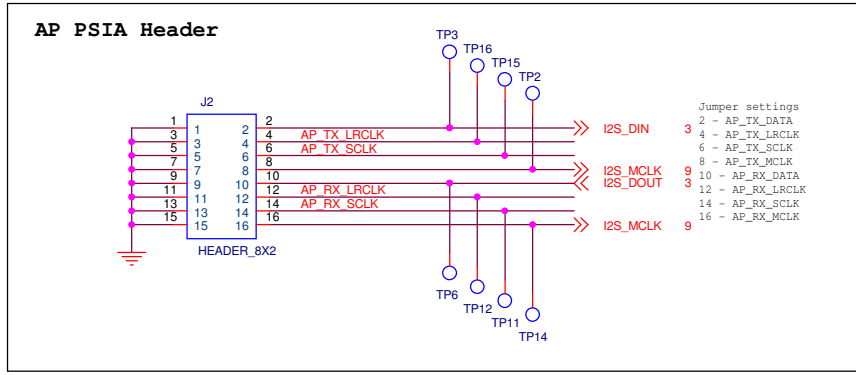 AP PSIA Header
TP3
TP16
TP15
TP2
J2
Jumper settings
1 1 2 2 I2S_DIN 3
2 - AP_TX_DATA
3 3 4 4 AP_TX_LRCLK
4 - AP_TX_LRCLK
5 5 6 6 AP_TX_SCLK
6 - AP_TX_SCLK
7 7 8 8 I2S_MCLK 9
8 - AP_TX_MCLK
9 9 10 10 I2S_DOUT 3
10 - AP_RX_DATA
11 11 12 12 AP_RX_LRCLK
12 - AP_RX_LRCLK
13 13 14 14 AP_RX_SCLK
14 - AP_RX_SCLK
15 15 16 16 I2S_MCLK 9
16 - AP_RX_MCLK
HEADER_8X2
TP6
TP12
TP11
TP14